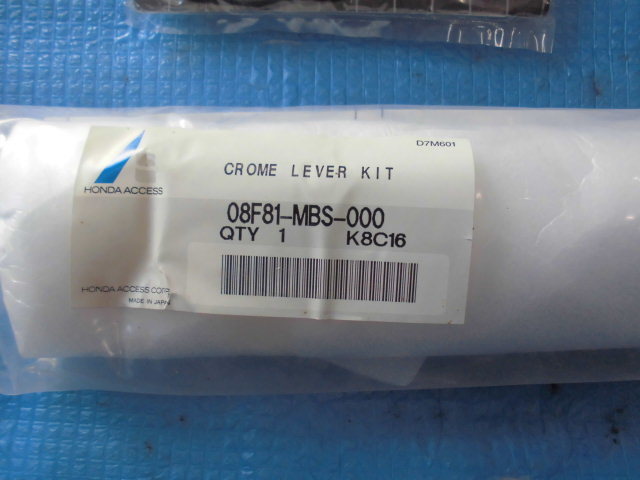 D7M601
HONDA ACCESS
CROME LEVER KIT
08F81-MBS-000
QTY 1 K8C16
HONDA ACCESS CORP.
MADE IN JAPAN